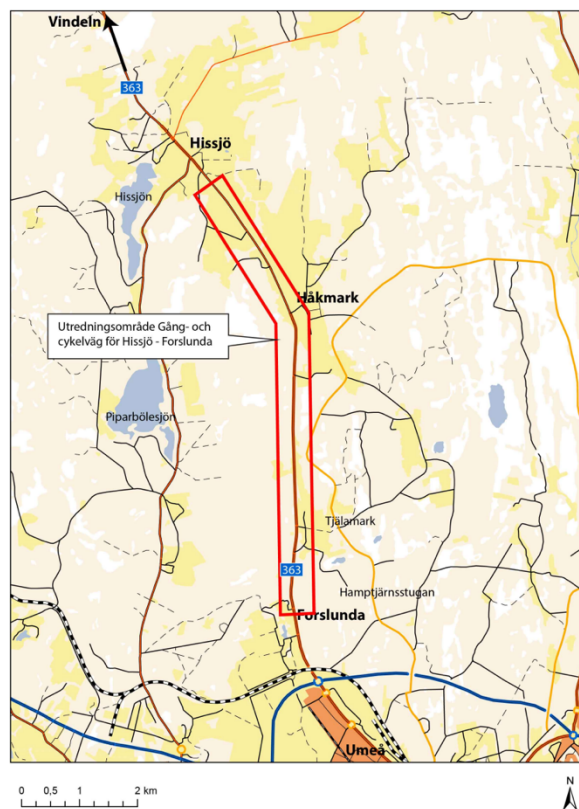 Vindeln
363
Hissjö
Hissjön
Håkmark
Utredningsområde Gång- och
cykelväg för Hissjö - Forslunda
Piparbölesjön
Tjälamark
363
Hamptjärnsstugan
Forslunda
Umeå
0 0,5 1 2 km
N